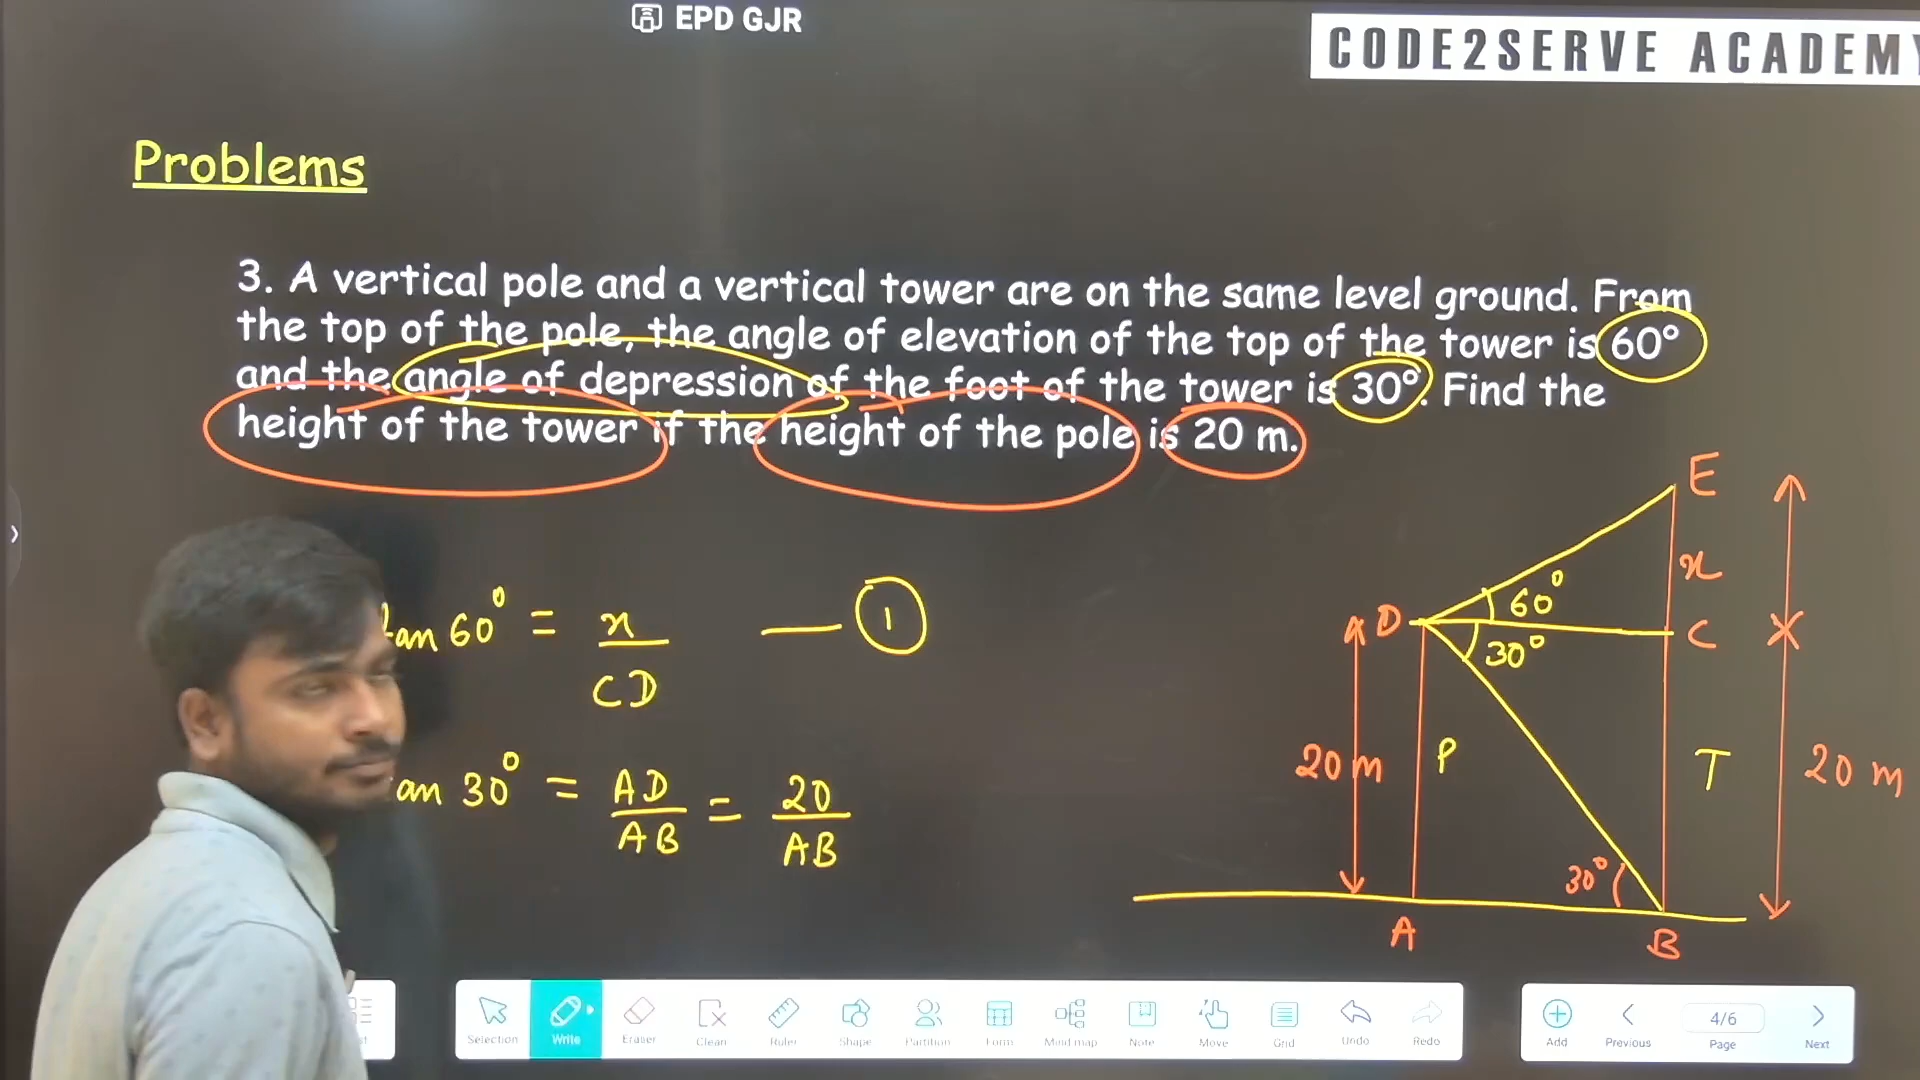 EPD GJR
CODE2SERVE ACADEMY
Problems
3. A vertical pole and a vertical tower are on the same level ground. From
the top of the pole, the angle of elevation of the top of the tower is 60°
and the angle of depression of the foot of the tower is 30°. Find the
height of the tower if the height of the pole is 20 m.
tan 60° = x / CD — 1
an 30° = AD / AB = 20 / AB
E
x
60°
D
C
30°
20 m
P
T
20 m
30°
A
B
Selection
Write
Eraser
Clean
Ruler
Shape
Partition
Form
Mind map
Note
Move
Grid
Undo
Redo
Add
Previous
4/6
Page
Next